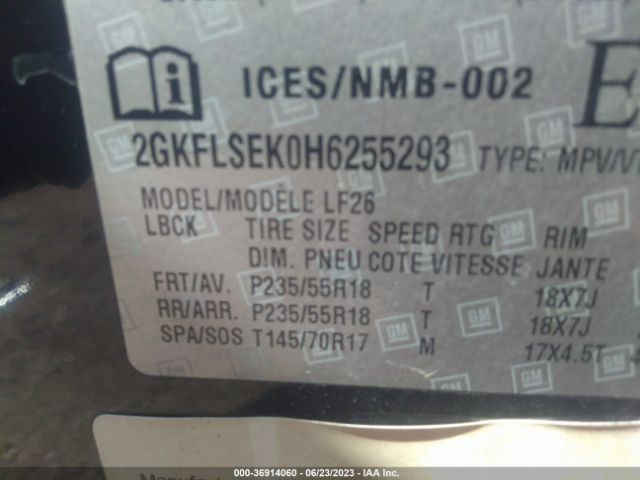 ICES/NMB-002 E
2GKFLSEK0H6255293 TYPE: MPV/V
MODEL/MODÈLE LF26
LBCK TIRE SIZE SPEED RTG RIM
DIM. PNEU COTE VITESSE JANTE
FRT/AV. P235/55R18 T 18X7J
RR/ARR. P235/55R18 T 18X7J
SPA/SOS T145/70R17 M 17X4.5T
GM
000-36914060 - 06/23/2023 - IAA Inc.